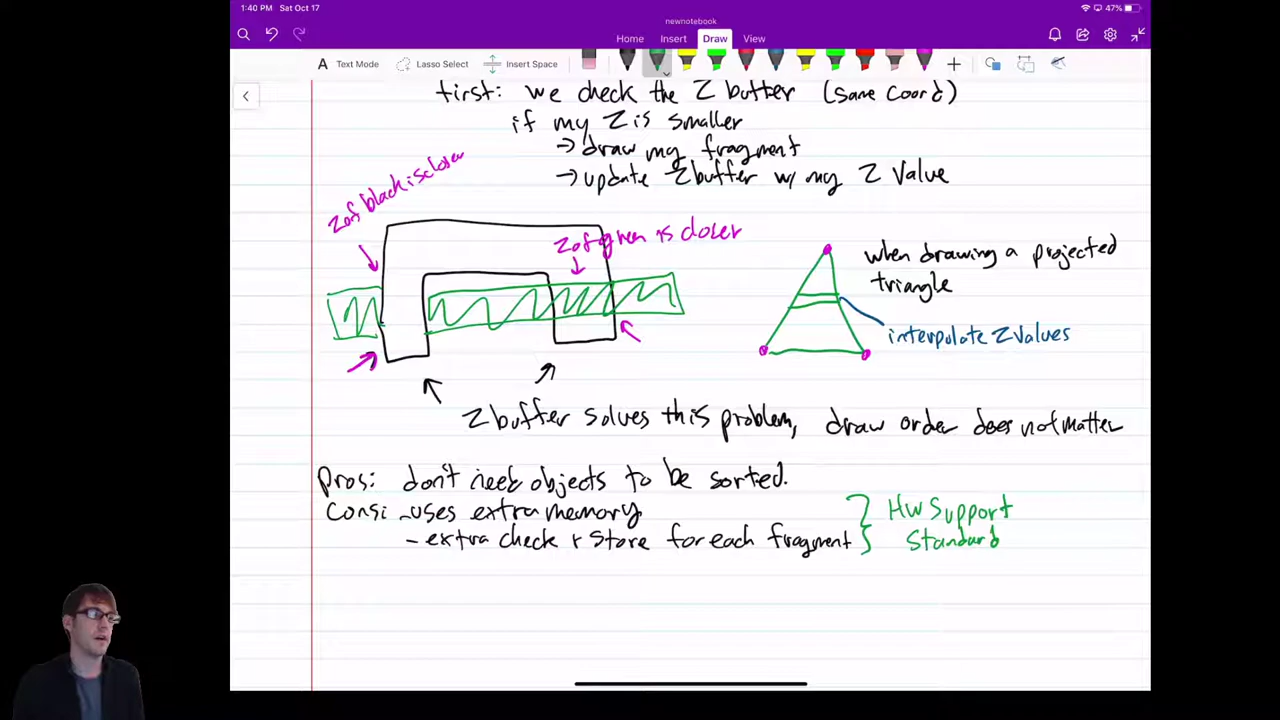 1:40 PM Sat Oct 17
47%
newnotebook
Home Insert Draw View
A Text Mode Lasso Select Insert Space
first: we check the Z buffer (same coord)
if my Z is smaller
→ draw my fragment
→ update Zbuffer w/ my Z value
Z of black is closer
Z of green is closer
when drawing a projected
triangle
interpolate Z values
Z buffer solves this problem, draw order does not matter
Pros: don't need objects to be sorted.
Cons: - uses extra memory
- extra check + store for each fragment
HW Support
Standard